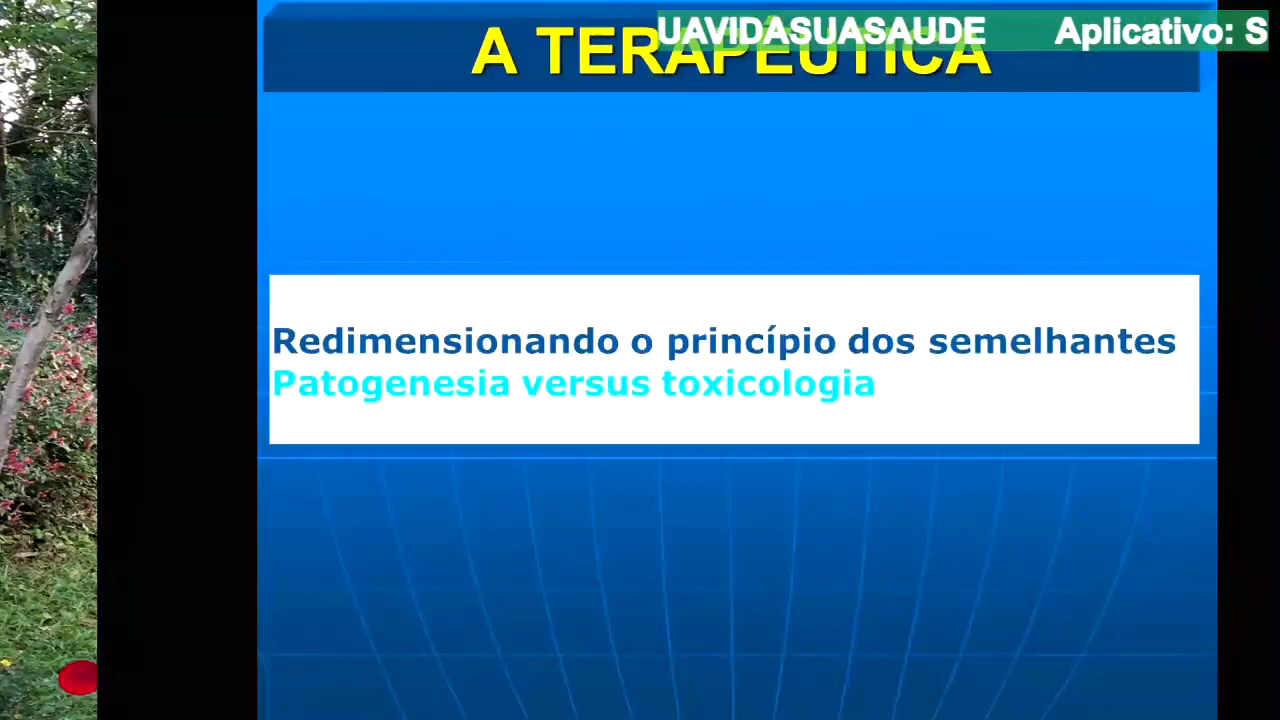 UAVIDASUASAUDE Aplicativo: S
A TERAPÊUTICA
Redimensionando o princípio dos semelhantes
Patogenesia versus toxicologia